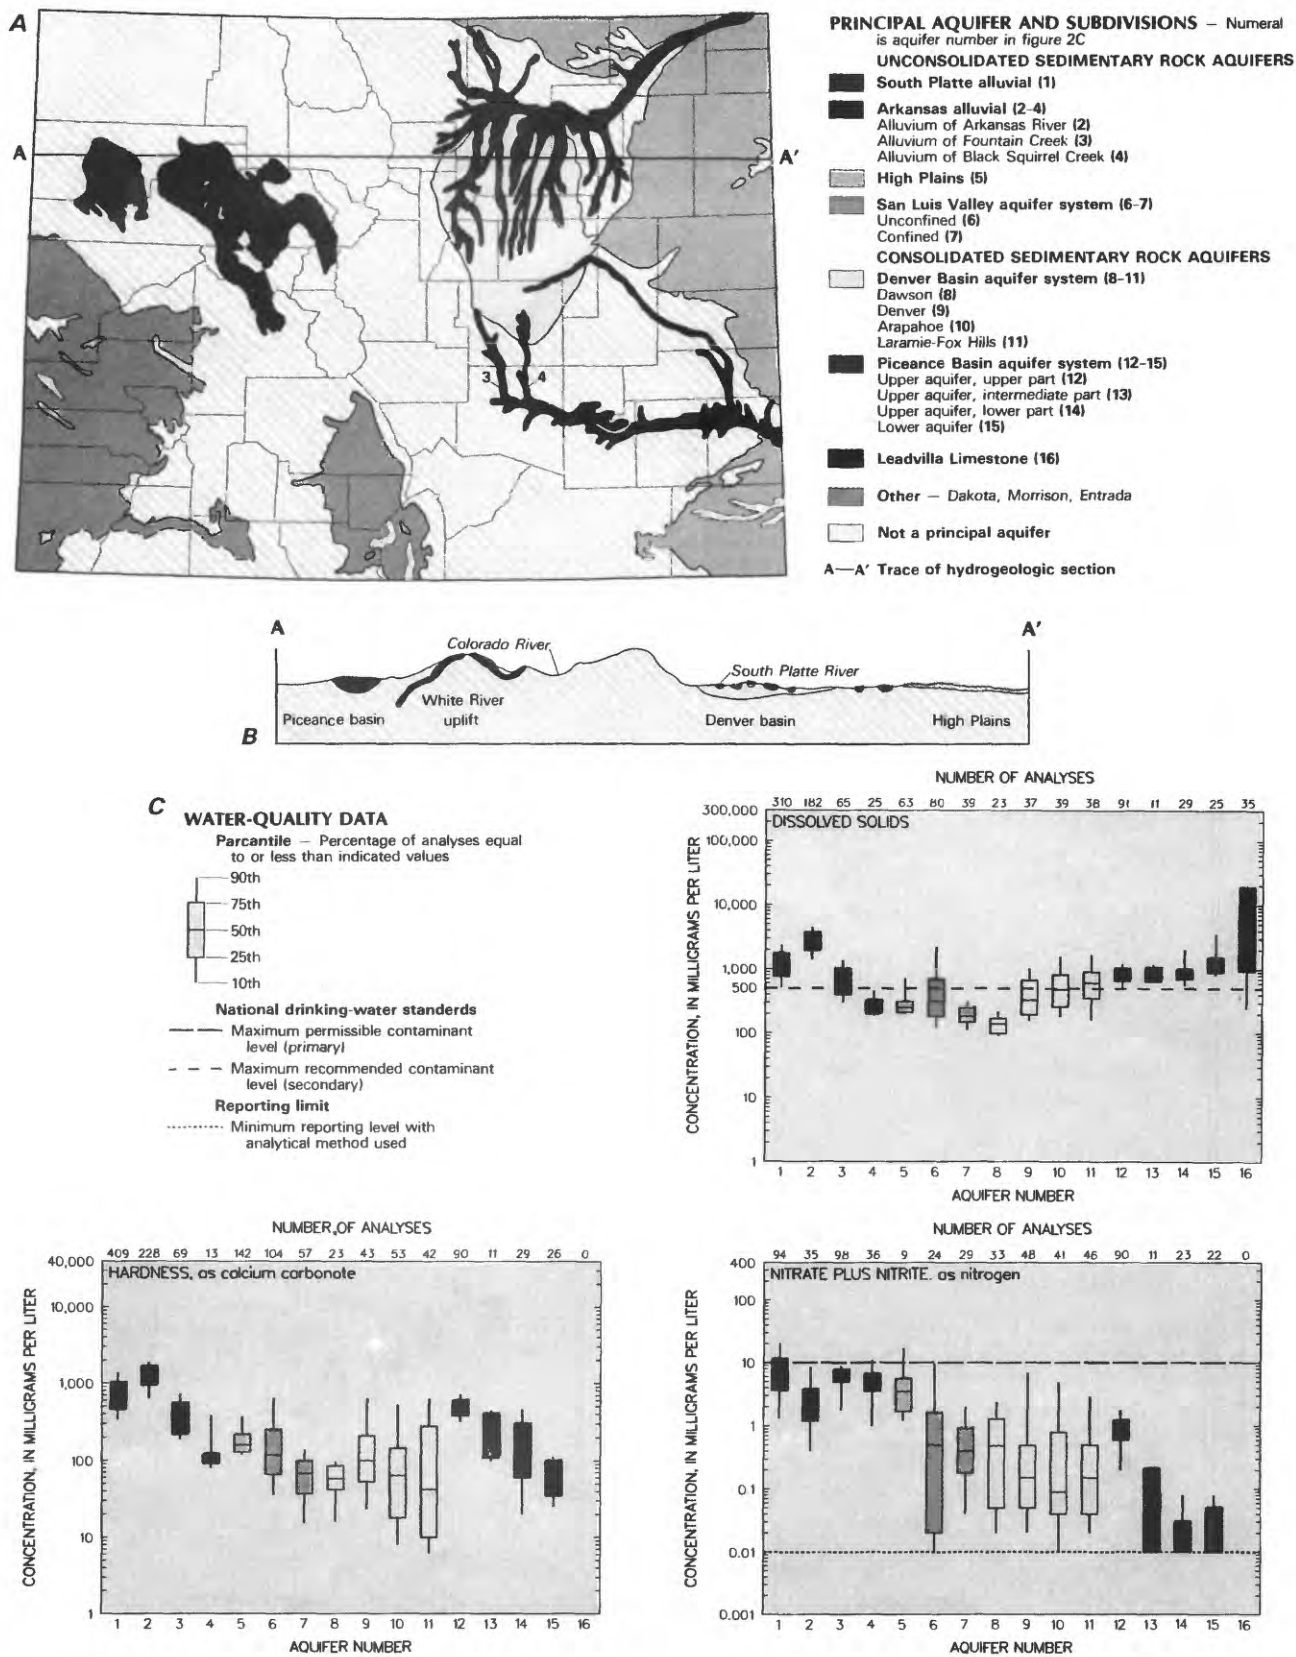 A
A
A'
3
4
PRINCIPAL AQUIFER AND SUBDIVISIONS – Numeral
is aquifer number in figure 2C
UNCONSOLIDATED SEDIMENTARY ROCK AQUIFERS
South Platte alluvial (1)
Arkansas alluvial (2-4)
Alluvium of Arkansas River (2)
Alluvium of Fountain Creek (3)
Alluvium of Black Squirrel Creek (4)
High Plains (5)
San Luis Valley aquifer system (6-7)
Unconfined (6)
Confined (7)
CONSOLIDATED SEDIMENTARY ROCK AQUIFERS
Denver Basin aquifer system (8-11)
Dawson (8)
Denver (9)
Arapahoe (10)
Laramie-Fox Hills (11)
Piceance Basin aquifer system (12-15)
Upper aquifer, upper part (12)
Upper aquifer, intermediate part (13)
Upper aquifer, lower part (14)
Lower aquifer (15)
Leadvilla Limestone (16)
Other – Dakota, Morrison, Entrada
Not a principal aquifer
A—A' Trace of hydrogeologic section
A
A'
Colorado River
South Platte River
White River
uplift
Piceance basin
Denver basin
High Plains
B
C
WATER-QUALITY DATA
Parcantile – Percentage of analyses equal
to or less than indicated values
90th
75th
50th
25th
10th
National drinking-water standerds
Maximum permissible contaminant
level (primary)
Maximum recommended contaminant
level (secondary)
Reporting limit
Minimum reporting level with
analytical method used
NUMBER OF ANALYSES
310 182 65 25 63 80 39 23 37 39 38 91 11 29 25 35
DISSOLVED SOLIDS
CONCENTRATION, IN MILLIGRAMS PER LITER
300,000
100,000
10,000
1,000
500
100
10
1
1 2 3 4 5 6 7 8 9 10 11 12 13 14 15 16
AQUIFER NUMBER
NUMBER OF ANALYSES
409 228 69 13 142 104 57 23 43 53 42 90 11 29 26 0
HARDNESS, as calcium carbonate
CONCENTRATION, IN MILLIGRAMS PER LITER
40,000
10,000
1,000
100
10
1
1 2 3 4 5 6 7 8 9 10 11 12 13 14 15 16
AQUIFER NUMBER
NUMBER OF ANALYSES
94 35 98 36 9 24 29 33 48 41 46 90 11 23 22 0
NITRATE PLUS NITRITE. as nitrogen
CONCENTRATION, IN MILLIGRAMS PER LITER
400
100
10
1
0.1
0.01
0.001
1 2 3 4 5 6 7 8 9 10 11 12 13 14 15 16
AQUIFER NUMBER